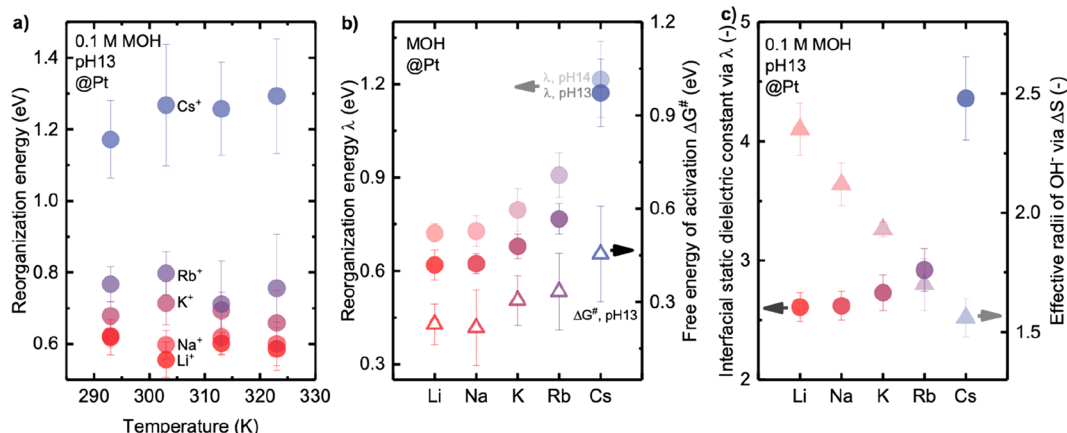 a)
0.1 M MOH
pH13
@Pt
Cs⁺
Rb⁺
K⁺
Na⁺
Li⁺
1.4
1.2
1.0
0.8
0.6
Reorganization energy (eV)
290 300 310 320 330
Temperature (K)
b)
MOH
@Pt
λ, pH14
λ, pH13
ΔG#, pH13
1.2
0.9
0.6
0.3
Reorganization energy λ (eV)
1.2
0.9
0.6
0.3
Free energy of activation ΔG# (eV)
Li Na K Rb Cs
c)
0.1 M MOH
pH13
@Pt
5
4
3
2
Interfacial static dielectric constant via λ (-)
2.5
2.0
1.5
Effective radii of OH⁻ via ΔS (-)
Li Na K Rb Cs